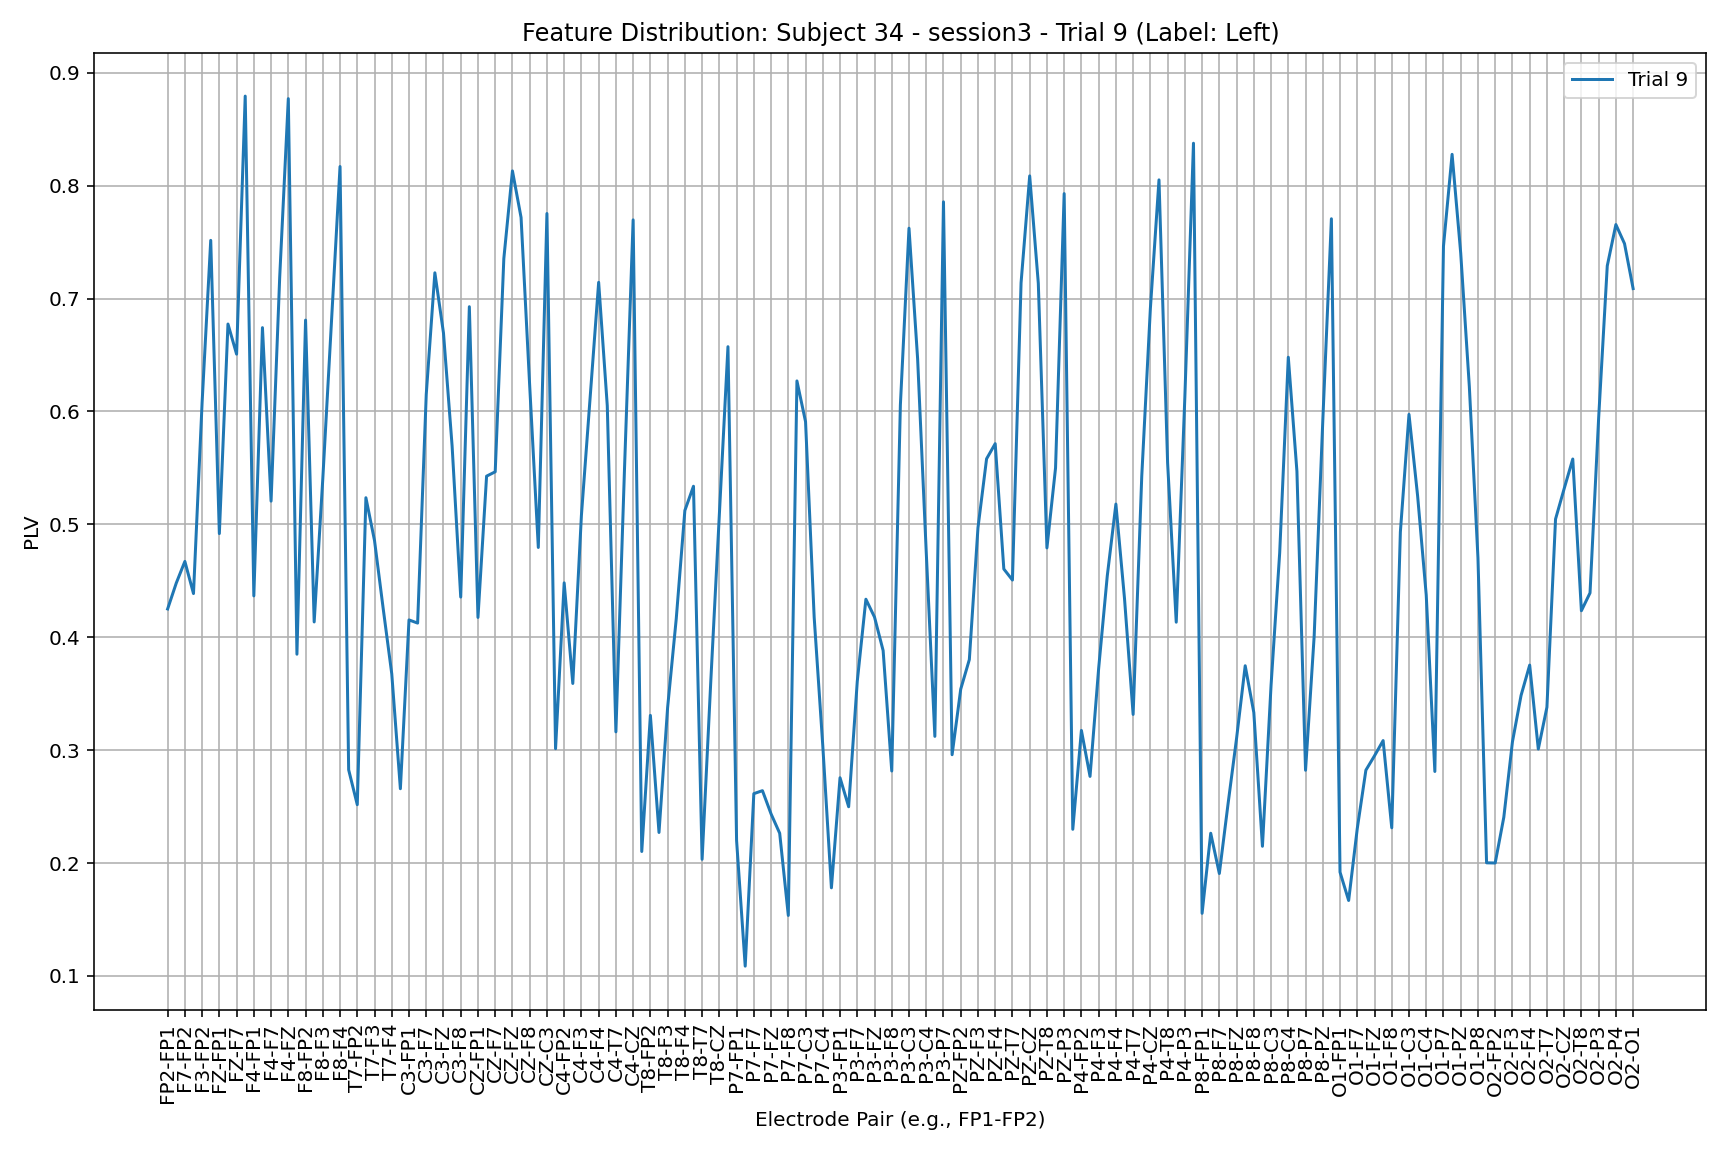 Feature Distribution: Subject 34 - session3 - Trial 9 (Label: Left)
Trial 9
PLV
0.9
0.8
0.7
0.6
0.5
0.4
0.3
0.2
0.1
FP2-FP1
F7-FP2
F3-FP2
FZ-FP1
FZ-F7
F4-FP1
F4-F7
F4-FZ
F8-FP2
F8-F3
F8-F4
T7-FP2
T7-F3
T7-F4
C3-FP1
C3-F7
C3-FZ
C3-F8
CZ-FP1
CZ-F7
CZ-FZ
CZ-F8
CZ-C3
C4-FP2
C4-F3
C4-F4
C4-T7
C4-CZ
T8-FP2
T8-F3
T8-F4
T8-T7
T8-CZ
P7-FP1
P7-F7
P7-FZ
P7-F8
P7-C3
P7-C4
P3-FP1
P3-F7
P3-FZ
P3-F8
P3-C3
P3-C4
P3-P7
PZ-FP2
PZ-F3
PZ-F4
PZ-T7
PZ-CZ
PZ-T8
PZ-P3
P4-FP2
P4-F3
P4-F4
P4-T7
P4-CZ
P4-T8
P4-P3
P8-FP1
P8-F7
P8-FZ
P8-F8
P8-C3
P8-C4
P8-P7
P8-PZ
O1-FP1
O1-F7
O1-FZ
O1-F8
O1-C3
O1-C4
O1-P7
O1-PZ
O1-P8
O2-FP2
O2-F3
O2-F4
O2-T7
O2-CZ
O2-T8
O2-P3
O2-P4
O2-O1
Electrode Pair (e.g., FP1-FP2)